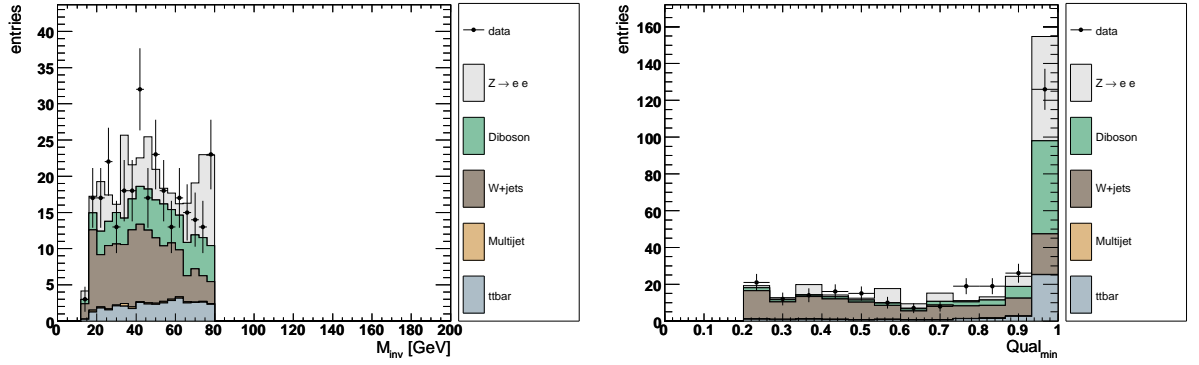 entries
40
35
30
25
20
15
10
5
0
0 20 40 60 80 100 120 140 160 180 200
M_inv [GeV]
data
Z → e e
Diboson
W+jets
Multijet
ttbar
entries
160
140
120
100
80
60
40
20
0
0 0.1 0.2 0.3 0.4 0.5 0.6 0.7 0.8 0.9 1
Qual_min
data
Z → e e
Diboson
W+jets
Multijet
ttbar